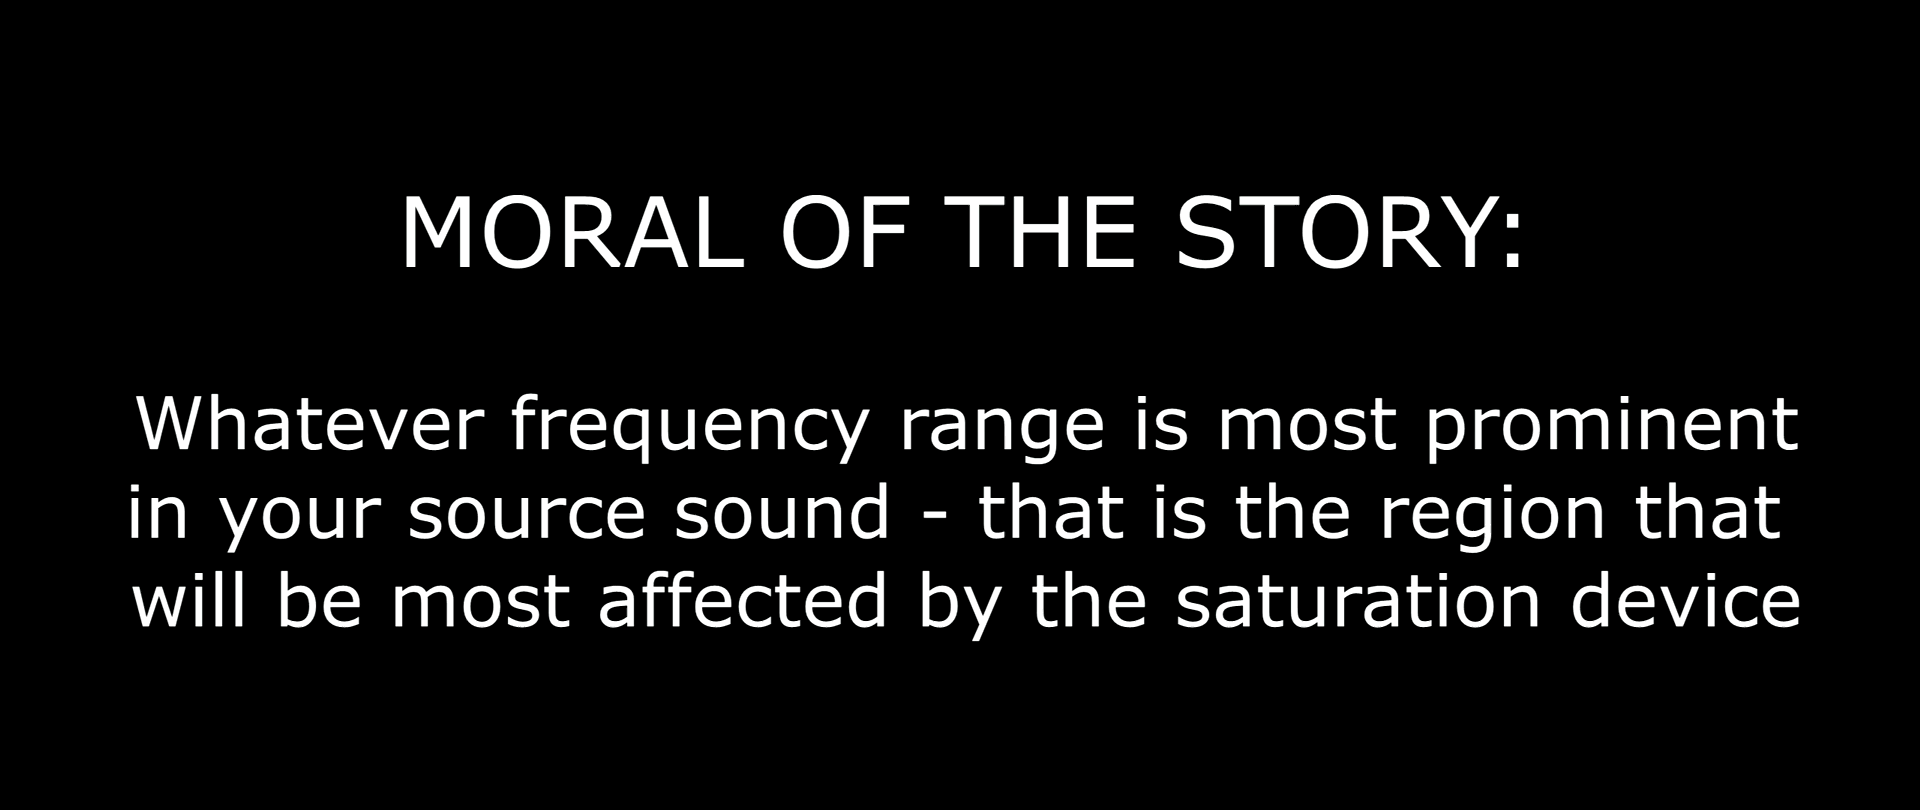 MORAL OF THE STORY:
Whatever frequency range is most prominent
in your source sound - that is the region that
will be most affected by the saturation device